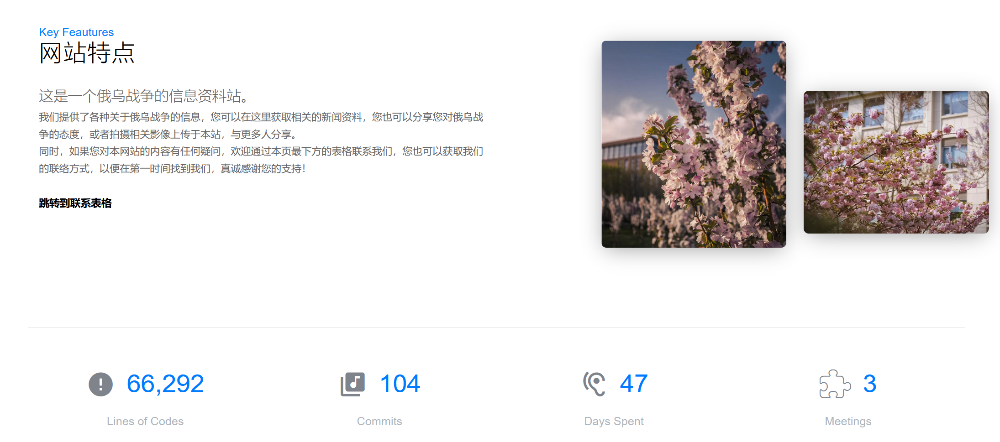 Key Feautures
网站特点
这是一个俄乌战争的信息资料站。
我们提供了各种关于俄乌战争的信息，您可以在这里获取相关的新闻资料，您也可以分享您对俄乌战
争的态度，或者拍摄相关影像上传于本站，与更多人分享。
同时，如果您对本网站的内容有任何疑问，欢迎通过本页最下方的表格联系我们，您也可以获取我们
的联络方式，以便在第一时间找到我们，真诚感谢您的支持！
跳转到联系表格
66,292
Lines of Codes
104
Commits
47
Days Spent
3
Meetings